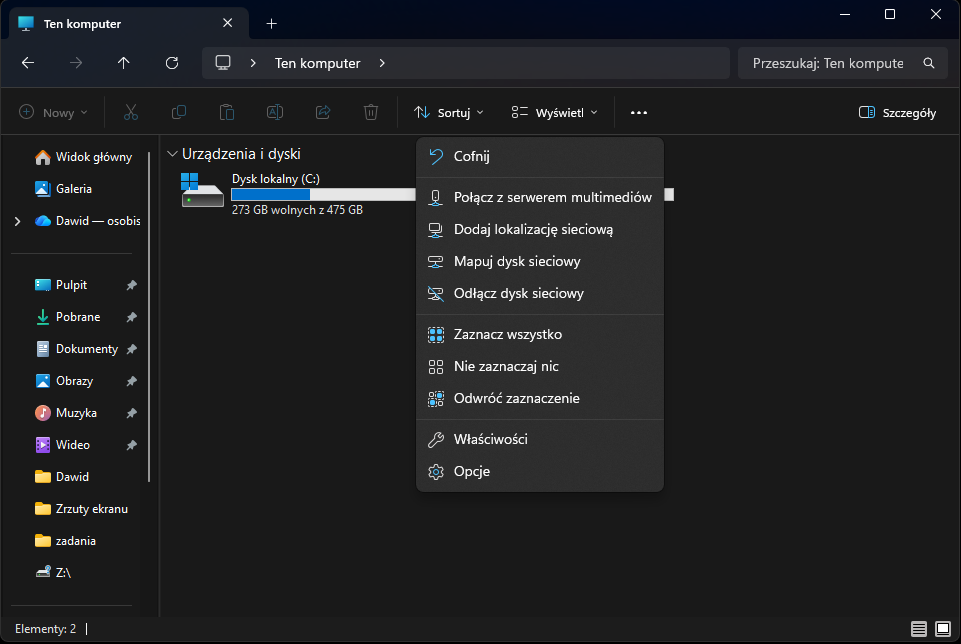 Ten komputer
Ten komputer
Przeszukaj: Ten kompute
Nowy
Sortuj
Wyświetl
Szczegóły
Widok główny
Galeria
Dawid — osobis
Pulpit
Pobrane
Dokumenty
Obrazy
Muzyka
Wideo
Dawid
Zrzuty ekranu
zadania
Z:\
Urządzenia i dyski
Dysk lokalny (C:)
273 GB wolnych z 475 GB
Cofnij
Połącz z serwerem multimediów
Dodaj lokalizację sieciową
Mapuj dysk sieciowy
Odłącz dysk sieciowy
Zaznacz wszystko
Nie zaznaczaj nic
Odwróć zaznaczenie
Właściwości
Opcje
Elementy: 2